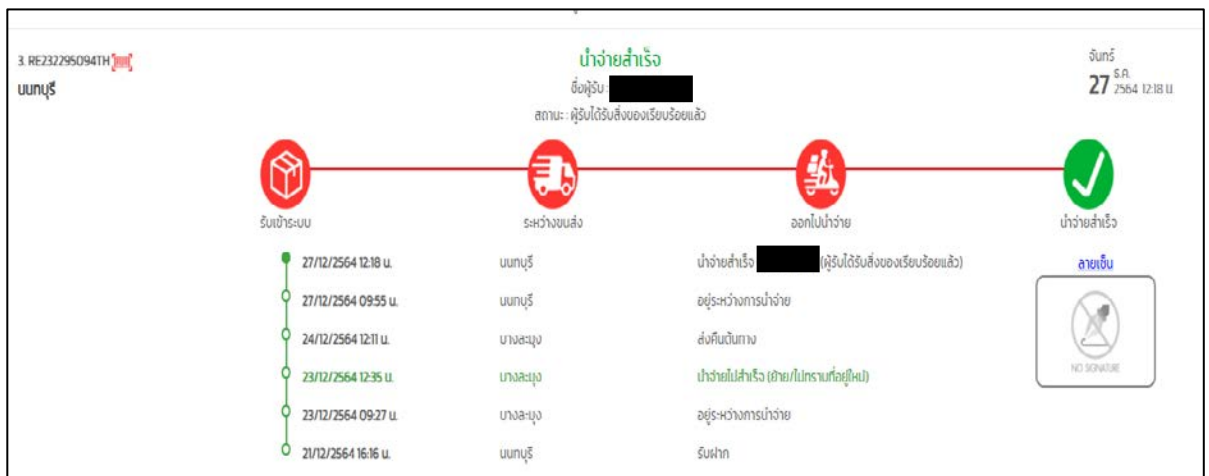 3. RE232295094TH
นนทบุรี
นำจ่ายสำเร็จ
ชื่อผู้รับ :
สถานะ : ผู้รับได้รับสิ่งของเรียบร้อยแล้ว
จันทร์
27 ธ.ค. 2564 12:18 น.
รับเข้าระบบ
ระหว่างขนส่ง
ออกไปนำจ่าย
นำจ่ายสำเร็จ
27/12/2564 12:18 น. นนทบุรี นำจ่ายสำเร็จ (ผู้รับได้รับสิ่งของเรียบร้อยแล้ว)
ลายเซ็น
27/12/2564 09:55 น. นนทบุรี อยู่ระหว่างการนำจ่าย
24/12/2564 12:11 น. บางละมุง ส่งคืนต้นทาง
23/12/2564 12:35 น. บางละมุง นำจ่ายไม่สำเร็จ (ย้าย/ไม่ทราบที่อยู่ใหม่)
NO SIGNATURE
23/12/2564 09:27 น. บางละมุง อยู่ระหว่างการนำจ่าย
21/12/2564 16:16 น. นนทบุรี รับฝาก